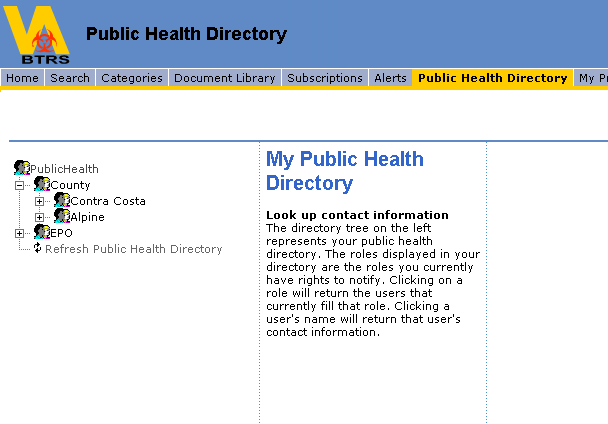 VA
BTRS
Public Health Directory
Home Search Categories Document Library Subscriptions Alerts Public Health Directory My P
PublicHealth
County
Contra Costa
Alpine
EPO
Refresh Public Health Directory
My Public Health
Directory
Look up contact information
The directory tree on the left
represents your public health
directory. The roles displayed in your
directory are the roles you currently
have rights to notify. Clicking on a
role will return the users that
currently fill that role. Clicking a
user's name will return that user's
contact information.